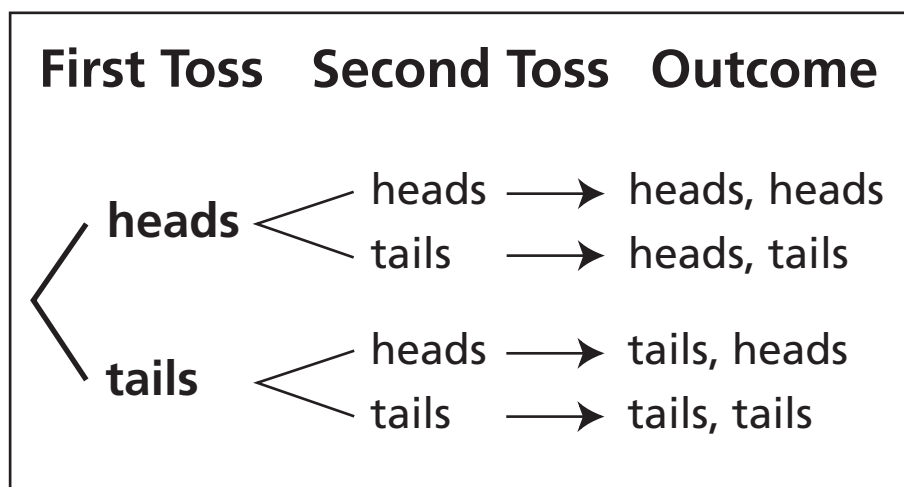 First Toss Second Toss Outcome
heads heads heads, heads
tails heads, tails
tails heads tails, heads
tails tails, tails